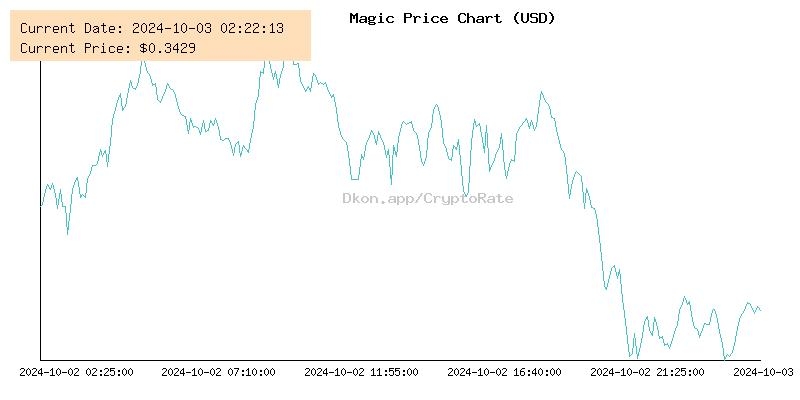 Magic Price Chart (USD)
Current Date: 2024-10-03 02:22:13
Current Price: $0.3429
Dkon.app/CryptoRate
2024-10-02 02:25:00 2024-10-02 07:10:00 2024-10-02 11:55:00 2024-10-02 16:40:00 2024-10-02 21:25:00 2024-10-03